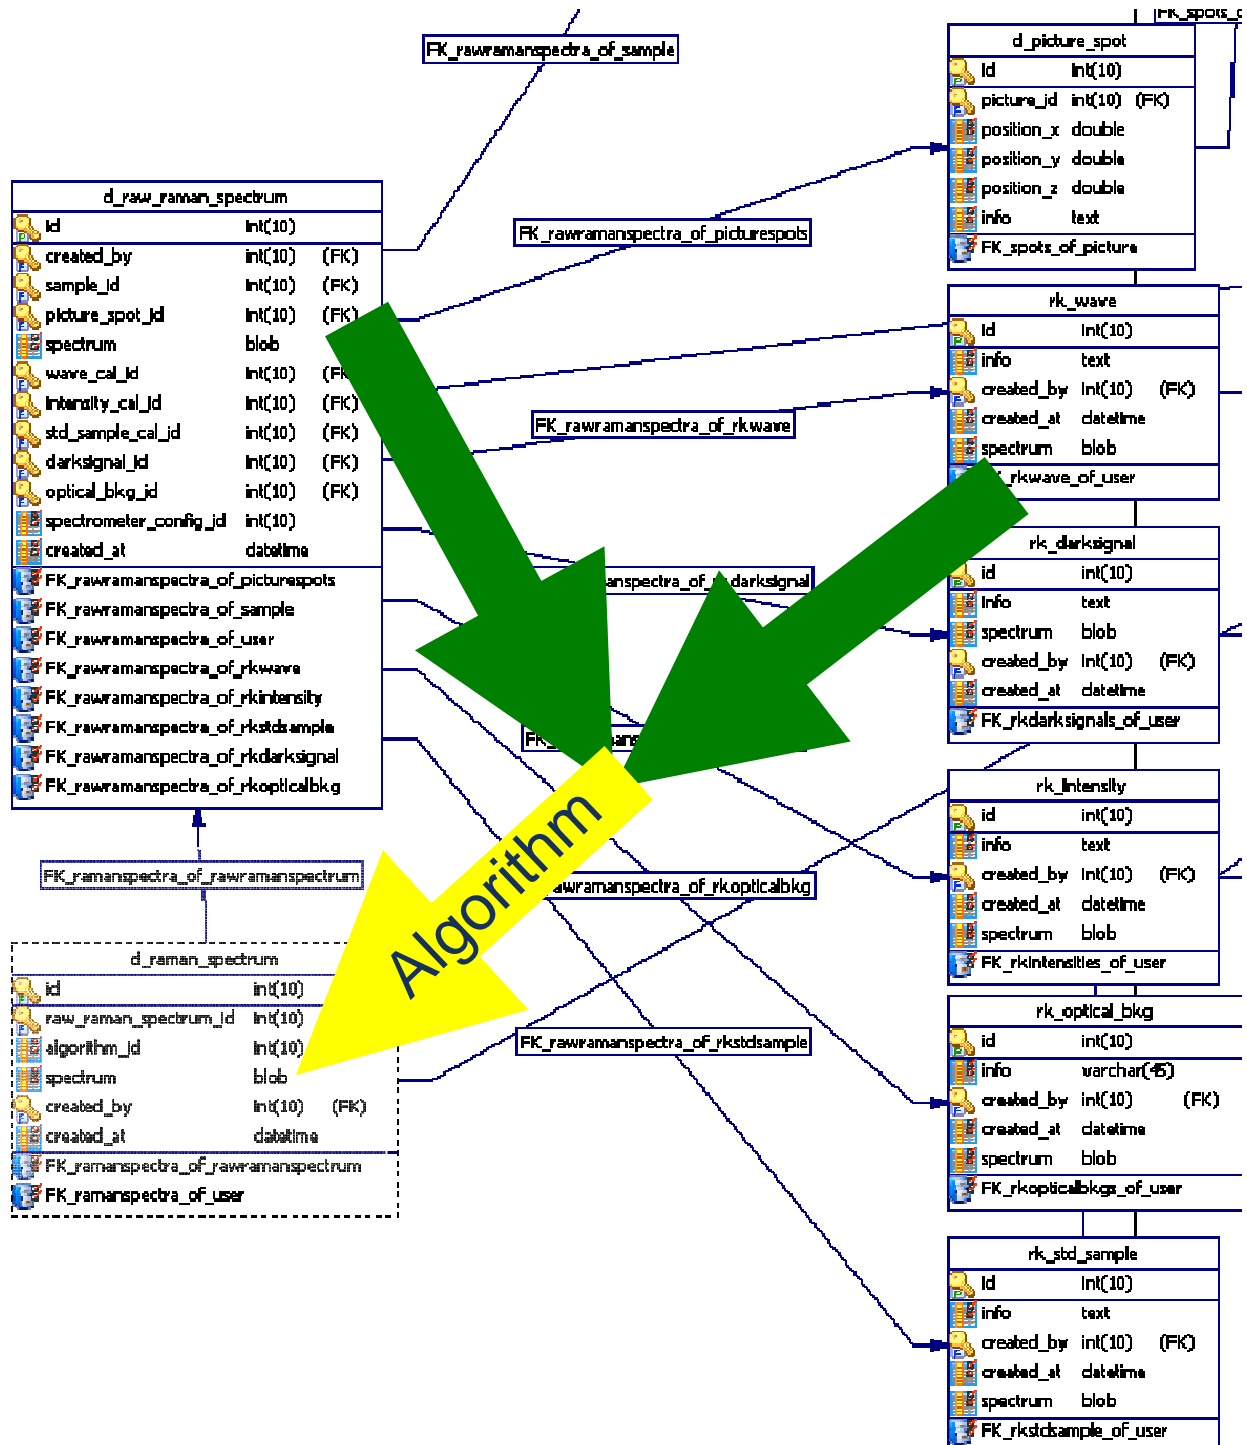 FK_spots_o
FK_rawramanspectra_of_sample
d_picture_spot
id int(10)
picture_id int(10) (FK)
position_x double
position_y double
position_z double
info text
FK_spots_of_picture
d_raw_raman_spectrum
id int(10)
created_by int(10) (FK)
sample_id int(10) (FK)
picture_spot_id int(10) (FK)
spectrum blob
wave_cal_id int(10) (FK)
intensity_cal_id int(10) (FK)
std_sample_cal_id int(10) (FK)
darksignal_id int(10) (FK)
optical_bkg_id int(10) (FK)
spectrometer_config_id int(10)
created_at datetime
FK_rawramanspectra_of_picturespots
FK_rawramanspectra_of_sample
FK_rawramanspectra_of_user
FK_rawramanspectra_of_rkwave
FK_rawramanspectra_of_rkintensity
FK_rawramanspectra_of_rkstdsample
FK_rawramanspectra_of_rkdarksignal
FK_rawramanspectra_of_rkopticalbkg
FK_rawramanspectra_of_picturespots
rk_wave
id int(10)
info text
created_by int(10) (FK)
created_at datetime
spectrum blob
_rkwave_of_user
FK_rawramanspectra_of_rkwave
rk_darksignal
id int(10)
info text
spectrum blob
created_by int(10) (FK)
created_at datetime
FK_rkdarksignals_of_user
manspectra_of_ darksignal
rk_intensity
id int(10)
info text
created_by int(10) (FK)
created_at datetime
spectrum blob
FK_rkintensities_of_user
Algorithm
FK_ramanspectra_of_rawramanspectrum
awramanspectra_of_rkopticalbkg
d_raman_spectrum
id int(10)
raw_raman_spectrum_id int(10)
algorithm_id int(10)
spectrum blob
created_by int(10) (FK)
created_at datetime
FK_ramanspectra_of_rawramanspectrum
FK_ramanspectra_of_user
FK_rawramanspectra_of_rkstdsample
rk_optical_bkg
id int(10)
info varchar(45)
created_by int(10) (FK)
created_at datetime
spectrum blob
FK_rkopticalbkgs_of_user
rk_std_sample
id int(10)
info text
created_by int(10) (FK)
created_at datetime
spectrum blob
FK_rkstdsample_of_user